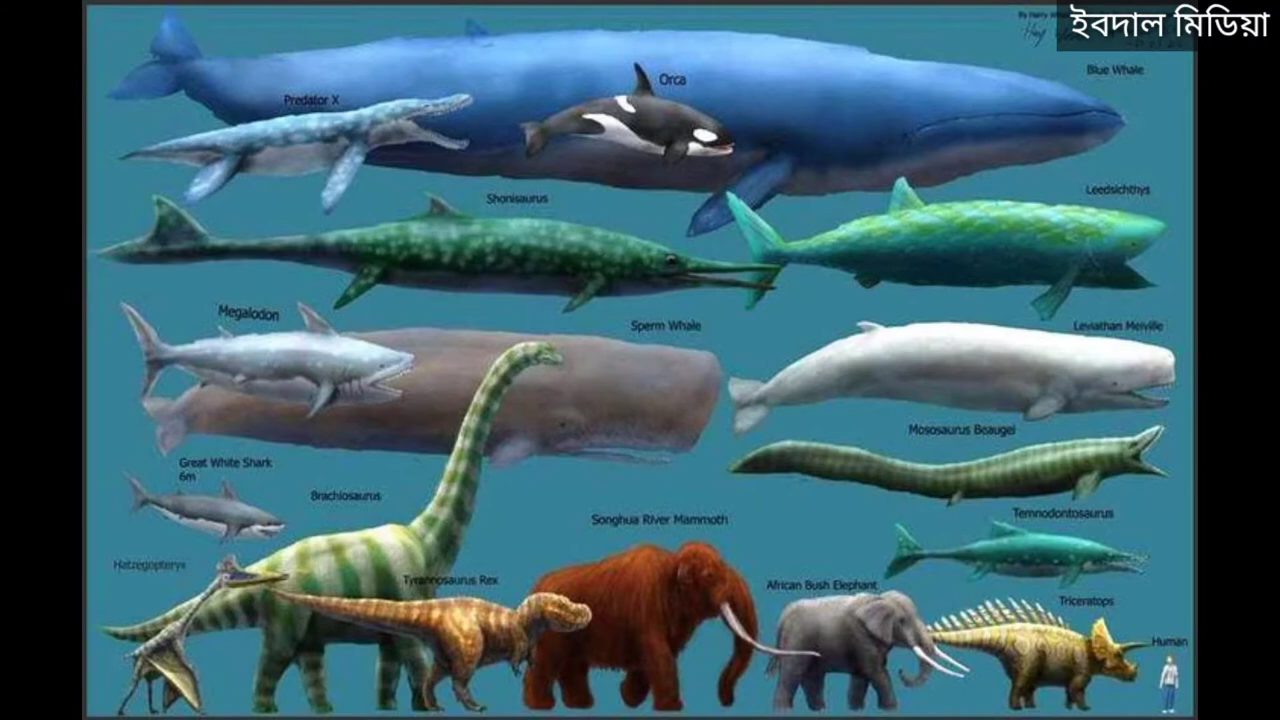 ইবদাল মিডিয়া
Blue Whale
Orca
Predator X
Leedsichthys
Shonisaurus
Megalodon
Sperm Whale
Leviathan Melville
Mososaurus Beaugei
Great White Shark
6m
Brachiosaurus
Temnodontosaurus
Songhua River Mammoth
Hatzegopteryx
Tyrannosaurus Rex
African Bush Elephant
Triceratops
Human